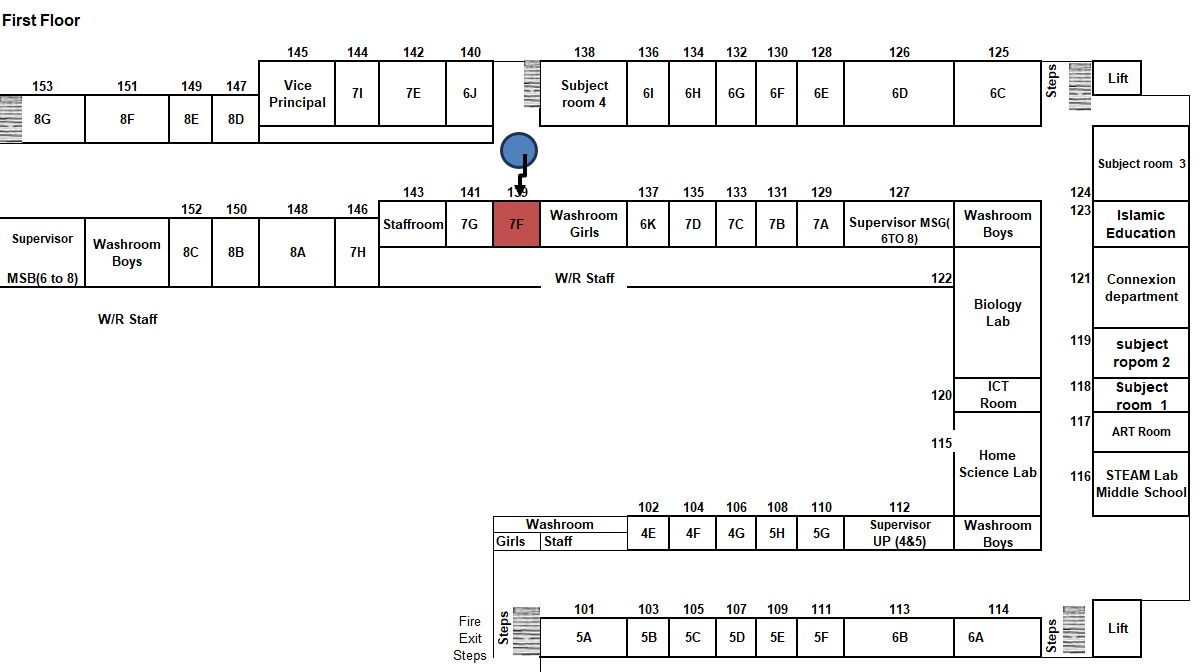 First Floor
145 144 142 140 138 136 134 132 130 128 126 125
153 151 149 147
Vice
Principal
7I 7E 6J
Subject
room 4
6I 6H 6G 6F 6E 6D 6C
Steps
Lift
8G 8F 8E 8D
Subject room 3
143 141 139 137 135 133 131 129 127 124
152 150 148 146
123
Staffroom 7G 7F
Washroom
Girls
6K 7D 7C 7B 7A
Supervisor MSG(
6TO 8)
Washroom
Boys
Islamic
Education
Supervisor
MSB(6 to 8)
Washroom
Boys
8C 8B 8A 7H
W/R Staff
122
121
Connexion
department
Biology
Lab
W/R Staff
119
subject
ropom 2
120
ICT
Room
118
Subject
room 1
117
ART Room
115
Home
Science Lab
116
STEAM Lab
Middle School
102 104 106 108 110 112
Washroom
Girls Staff
4E 4F 4G 5H 5G
Supervisor
UP (4&5)
Washroom
Boys
101 103 105 107 109 111 113 114
Fire
Exit
Steps
Steps
5A 5B 5C 5D 5E 5F 6B 6A
Steps
Lift